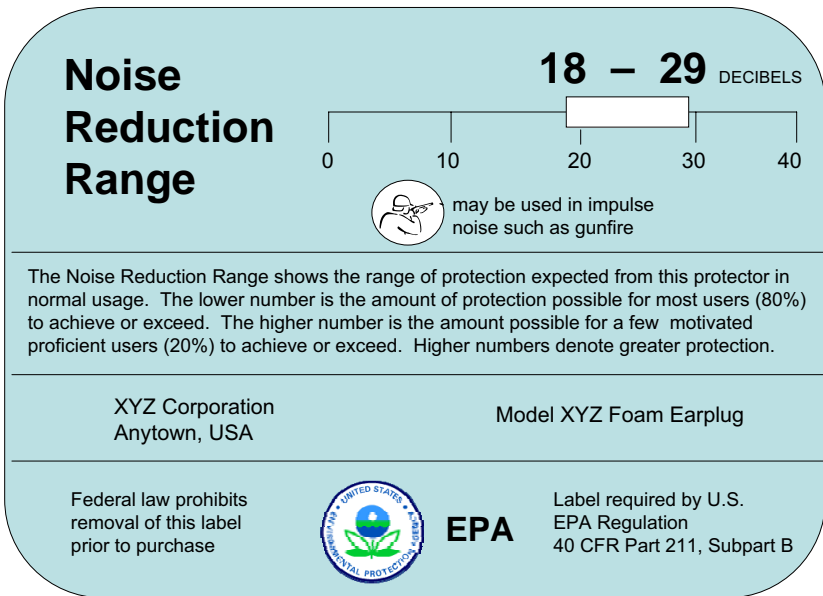 Noise
Reduction
Range
18 – 29 DECIBELS
0 10 20 30 40
may be used in impulse
noise such as gunfire
The Noise Reduction Range shows the range of protection expected from this protector in
normal usage. The lower number is the amount of protection possible for most users (80%)
to achieve or exceed. The higher number is the amount possible for a few motivated
proficient users (20%) to achieve or exceed. Higher numbers denote greater protection.
XYZ Corporation
Anytown, USA
Model XYZ Foam Earplug
Federal law prohibits
removal of this label
prior to purchase
UNITED STATES
ENVIRONMENTAL PROTECTION AGENCY
EPA
Label required by U.S.
EPA Regulation
40 CFR Part 211, Subpart B